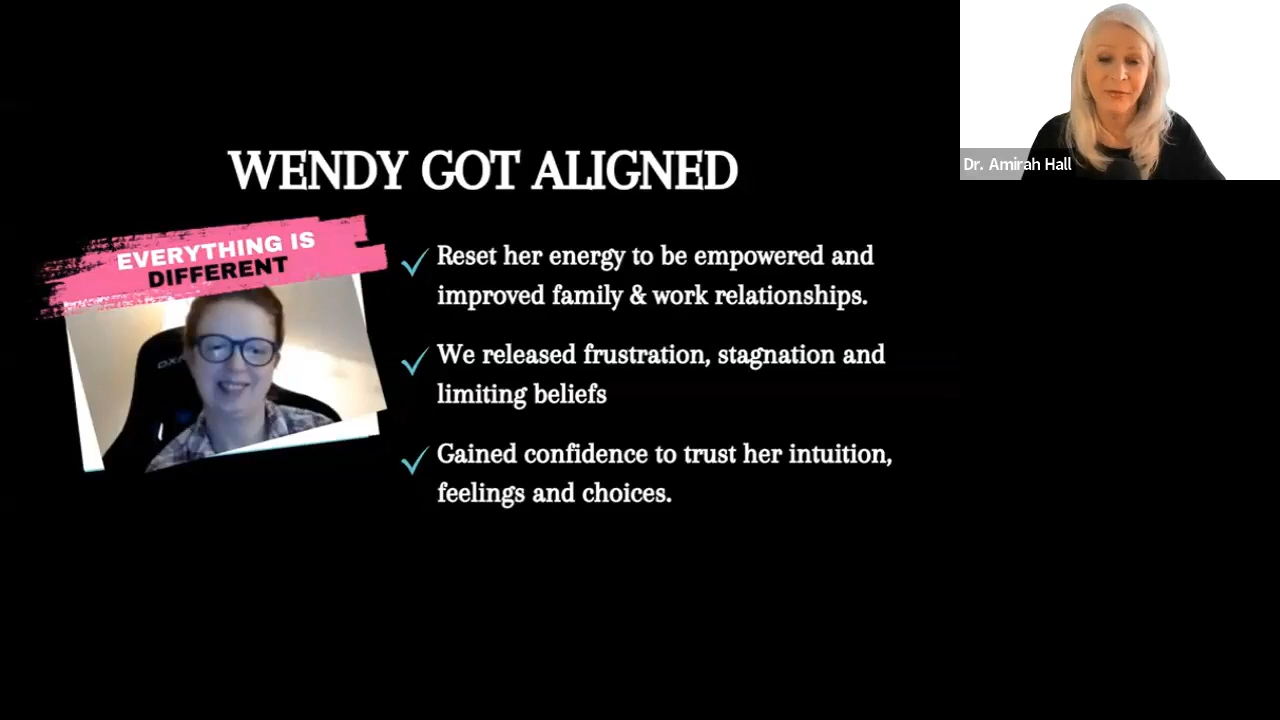 Dr. Amirah Hall
WENDY GOT ALIGNED
EVERYTHING IS
DIFFERENT
Reset her energy to be empowered and
improved family & work relationships.
We released frustration, stagnation and
limiting beliefs
Gained confidence to trust her intuition,
feelings and choices.